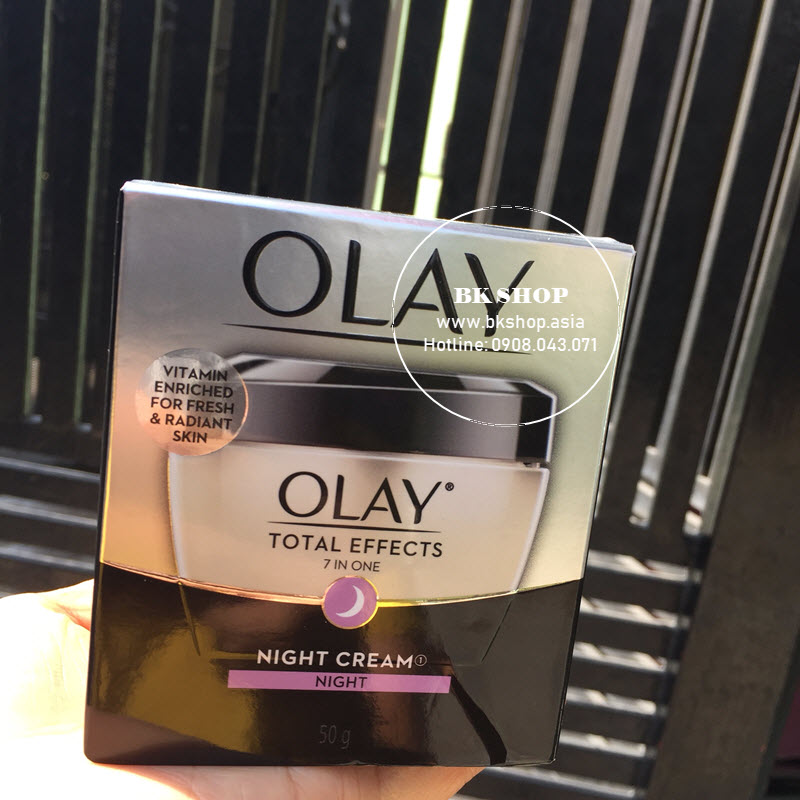 OLAY
BK SHOP
www.bkshop.asia
Hotline: 0908.043.071
VITAMIN
ENRICHED
FOR FRESH
& RADIANT
SKIN
OLAY®
TOTAL EFFECTS
7 IN ONE
NIGHT CREAM①
NIGHT
50 g